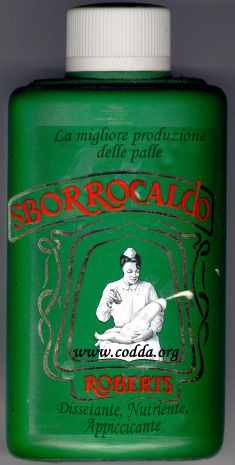 La migliore produzione
delle palle
SBORROCALDO
www.codda.org
ROBERTS
Dissetante, Nutriente,
Appiccicante